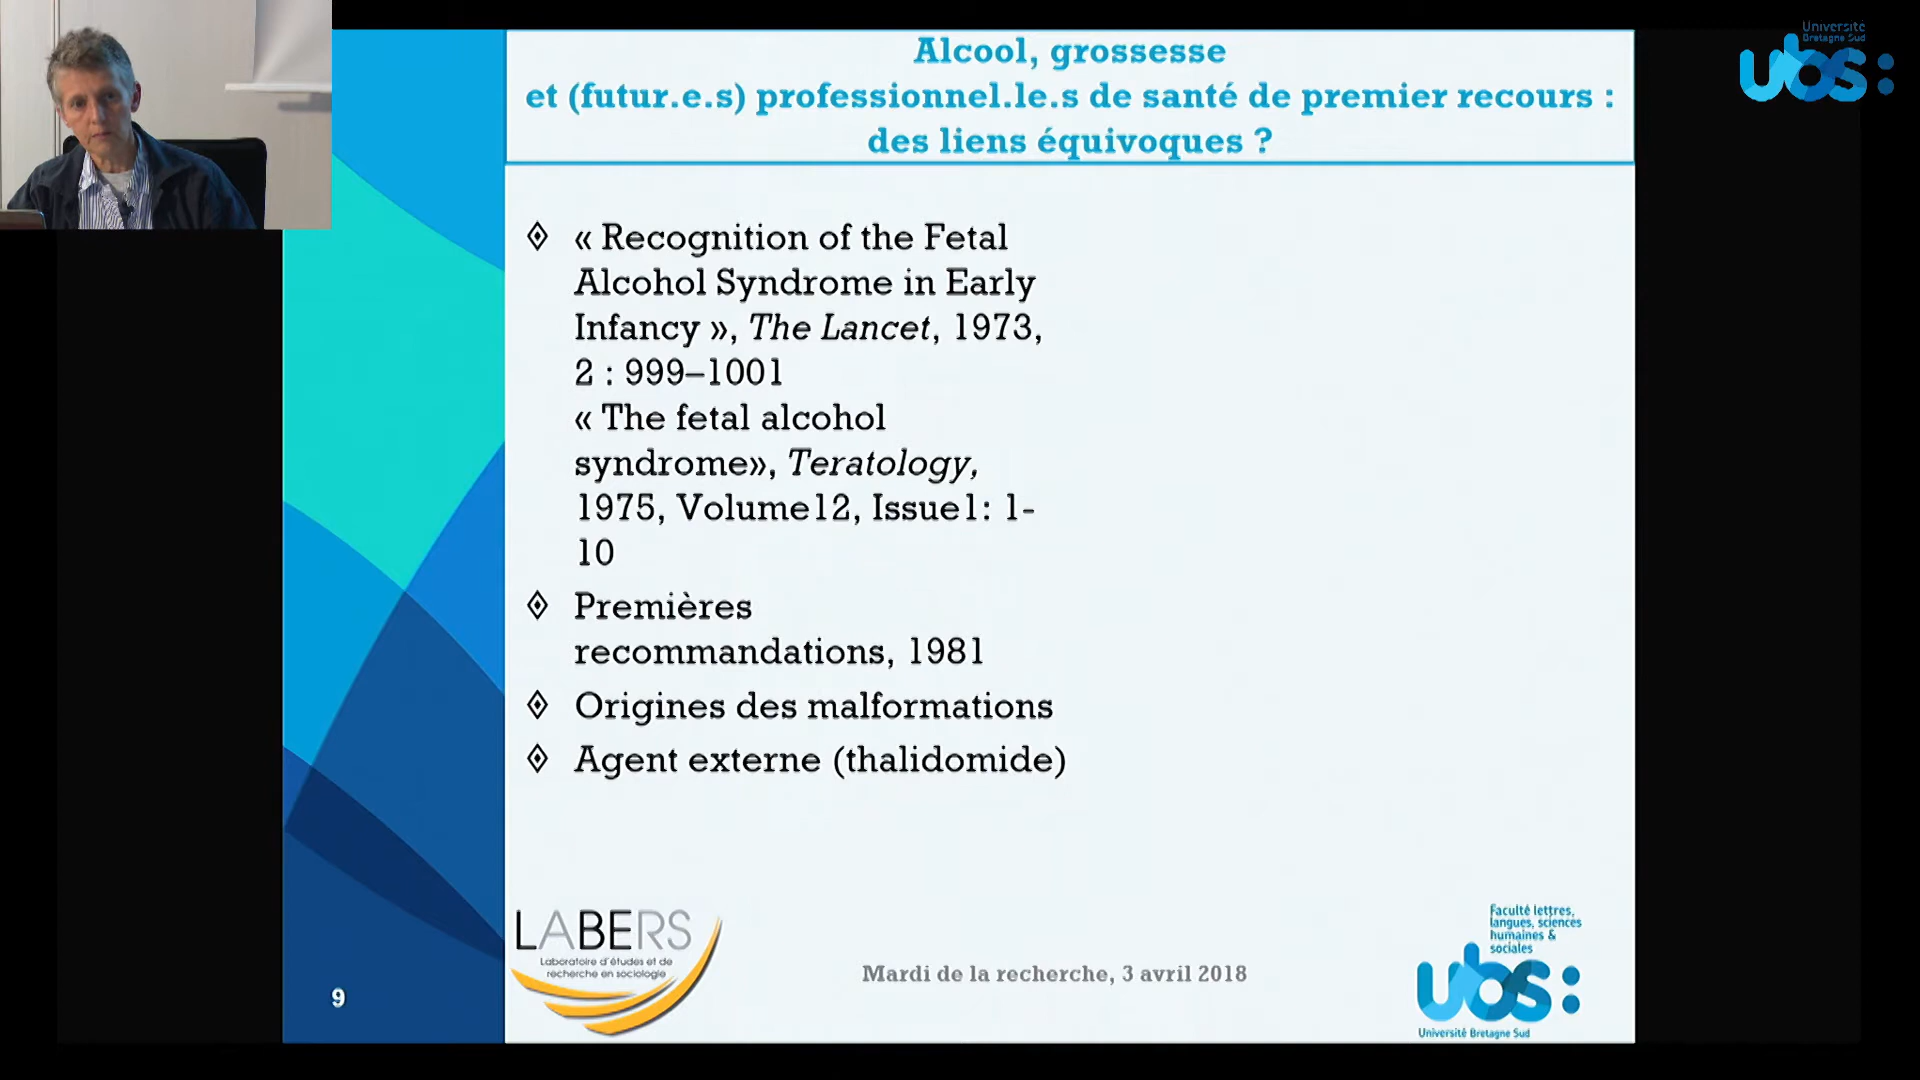 Alcool, grossesse
et (futur.e.s) professionnel.le.s de santé de premier recours :
des liens équivoques ?
Université
Bretagne Sud
ubs:
« Recognition of the Fetal
Alcohol Syndrome in Early
Infancy », The Lancet, 1973,
2 : 999–1001
« The fetal alcohol
syndrome», Teratology,
1975, Volume12, Issue1: 1-
10
Premières
recommandations, 1981
Origines des malformations
Agent externe (thalidomide)
LABERS
Laboratoire d'études et de
recherche en sociologie
9
Mardi de la recherche, 3 avril 2018
Faculté lettres,
langues, sciences
humaines &
sociales
ubs:
Université Bretagne Sud